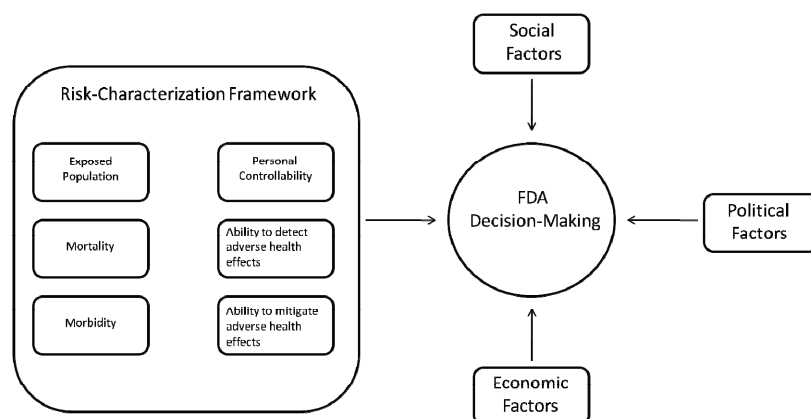 Risk-Characterization Framework
Exposed
Population
Personal
Controllability
Mortality
Ability to detect
adverse health
effects
Morbidity
Ability to mitigate
adverse health
effects
Social
Factors
FDA
Decision-Making
Political
Factors
Economic
Factors